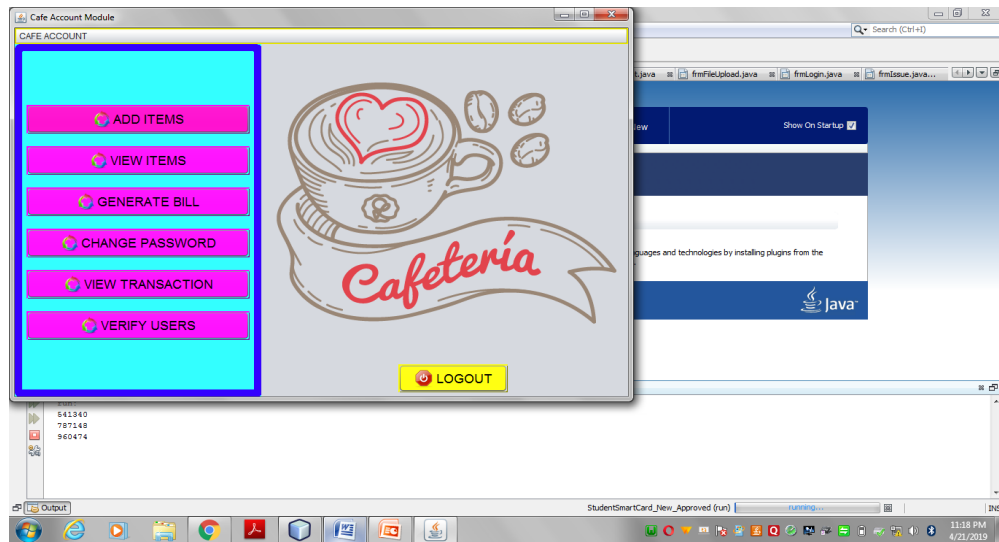 Cafe Account Module
CAFE ACCOUNT
Search (Ctrl+I)
t.java frmFileUpload.java frmLogin.java frmIssue.java...
ADD ITEMS
VIEW ITEMS
GENERATE BILL
CHANGE PASSWORD
VIEW TRANSACTION
VERIFY USERS
R
Cafetería
LOGOUT
Show On Startup
guages and technologies by installing plugins from the
Java
run:
541340
787148
960474
Output
StudentSmartCard_New_Approved (run) running... INS
11:18 PM
4/21/2019